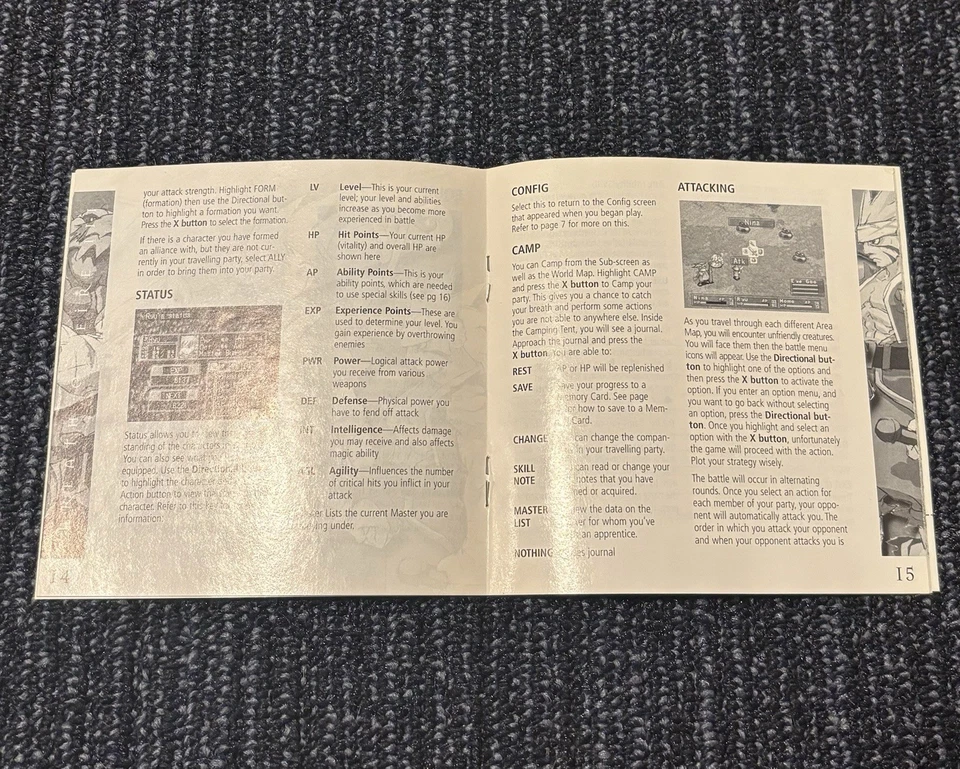 your attack strength. Highlight FORM
(formation) then use the Directional but-
ton to highlight a formation you want.
Press the X button to select the formation.
If there is a character you have formed
an alliance with, but they are not cur-
rently in your travelling party, select ALLY
in order to bring them into your party.
STATUS
Status allows you to view the
standing of the characters
You can also see what
equipped. Use the Directional
to highlight the character
Action button to view the
character. Refer to this key
information:
14
LV Level—This is your current
level; your level and abilities
increase as you become more
experienced in battle
HP Hit Points—Your current HP
(vitality) and overall HP are
shown here
AP Ability Points—This is your
ability points, which are needed
to use special skills (see pg 16)
EXP Experience Points—These are
used to determine your level. You
gain experience by overthrowing
enemies
PWR Power—Logical attack power
you receive from various
weapons
DEF Defense—Physical power you
have to fend off attack
INT Intelligence—Affects damage
you may receive and also affects
magic ability
Agility—Influences the number
of critical hits you inflict in your
attack
Lists the current Master you are
under.
CONFIG
Select this to return to the Config screen
that appeared when you began play.
Refer to page 7 for more on this.
CAMP
You can Camp from the Sub-screen as
well as the World Map. Highlight CAMP
and press the X button to Camp your
party. This gives you a chance to catch
your breath and perform some actions
you are not able to anywhere else. Inside
the Camping Tent, you will see a journal.
Approach the journal and press the
X button. You are able to:
REST or HP will be replenished
SAVE your progress to a
Memory Card. See page
how to save to a Mem-
Card.
CHANGE can change the compan-
in your travelling party.
SKILL can read or change your
NOTE notes that you have
or acquired.
MASTER the data on the
LIST for whom you've
an apprentice.
NOTHING journal
ATTACKING
Nina
Atk
Eye Goo
Nina Ryu Momo
As you travel through each different Area
Map, you will encounter unfriendly creatures.
You will face them then the battle menu
icons will appear. Use the Directional but-
ton to highlight one of the options and
then press the X button to activate the
option. If you enter an option menu, and
you want to go back without selecting
an option, press the Directional but-
ton. Once you highlight and select an
option with the X button, unfortunately
the game will proceed with the action.
Plot your strategy wisely.
The battle will occur in alternating
rounds. Once you select an action for
each member of your party, your oppo-
nent will automatically attack you. The
order in which you attack your opponent
and when your opponent attacks you is
15